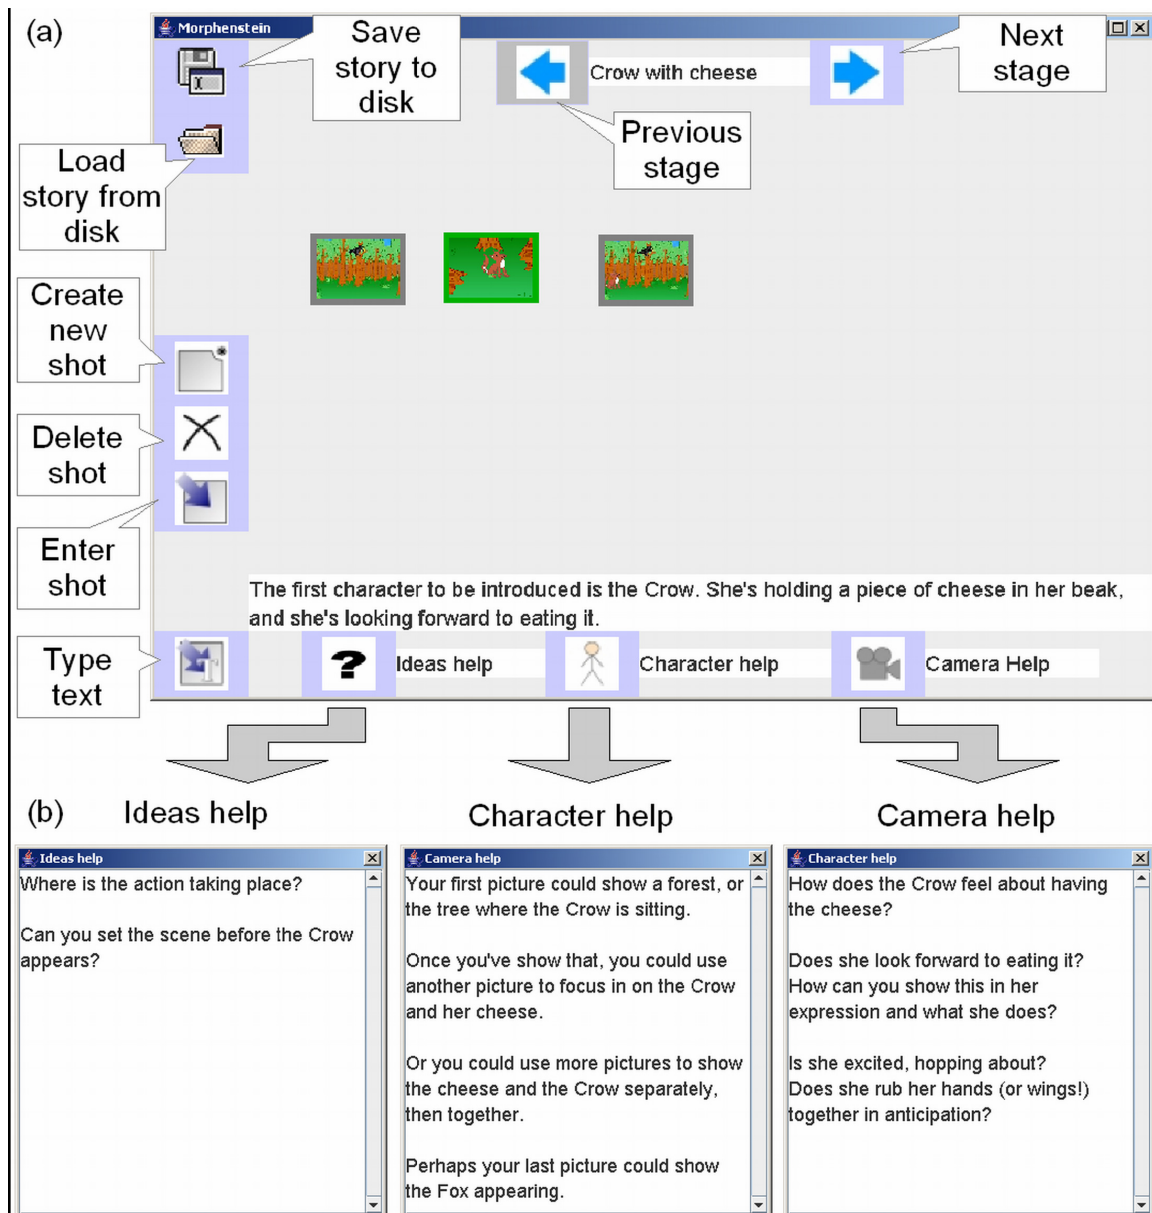 (a)
Morphenstein
Save
story to
disk
Crow with cheese
Next
stage
Previous
stage
Load
story from
disk
Create
new
shot
Delete
shot
Enter
shot
The first character to be introduced is the Crow. She's holding a piece of cheese in her beak,
and she's looking forward to eating it.
Type
text
?
Ideas help
Character help
Camera Help
(b)
Ideas help
Character help
Camera help
Ideas help
Where is the action taking place?
Can you set the scene before the Crow
appears?
Camera help
Your first picture could show a forest, or
the tree where the Crow is sitting.
Once you've show that, you could use
another picture to focus in on the Crow
and her cheese.
Or you could use more pictures to show
the cheese and the Crow separately,
then together.
Perhaps your last picture could show
the Fox appearing.
Character help
How does the Crow feel about having
the cheese?
Does she look forward to eating it?
How can you show this in her
expression and what she does?
Is she excited, hopping about?
Does she rub her hands (or wings!)
together in anticipation?